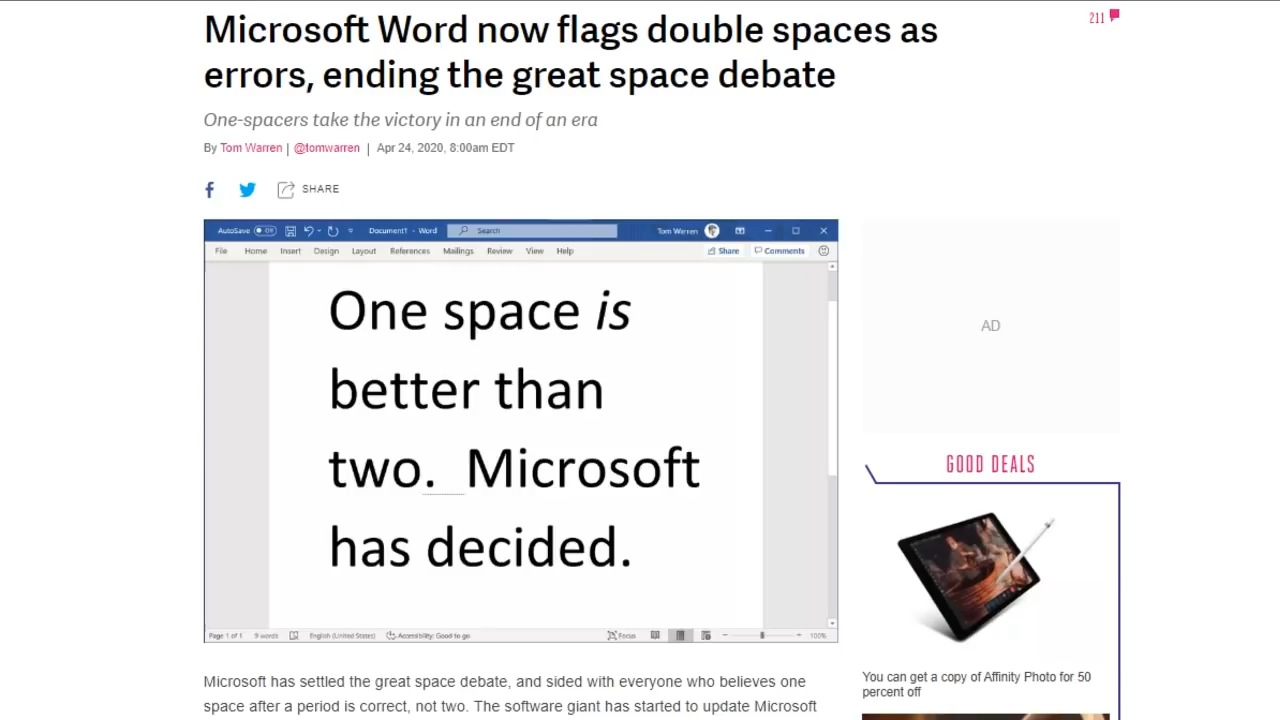 Microsoft Word now flags double spaces as
errors, ending the great space debate
211
One-spacers take the victory in an end of an era
By Tom Warren | @tomwarren | Apr 24, 2020, 8:00am EDT
SHARE
AutoSave Off Document1 - Word Search Tom Warren
File Home Insert Design Layout References Mailings Review View Help Share Comments
One space is
better than
two.  Microsoft
has decided.
Page 1 of 1 9 words English (United States) Accessibility: Good to go Focus 100%
AD
GOOD DEALS
You can get a copy of Affinity Photo for 50
percent off
Microsoft has settled the great space debate, and sided with everyone who believes one
space after a period is correct, not two. The software giant has started to update Microsoft